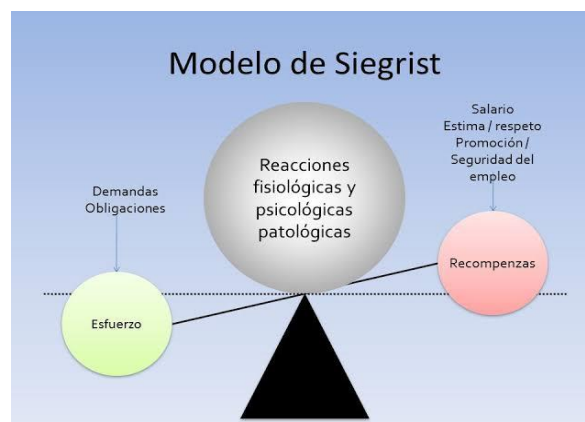 Modelo de Siegrist
Salario
Estima / respeto
Promoción /
Seguridad del
empleo
Reacciones
fisiológicas y
psicológicas
patológicas
Demandas
Obligaciones
Recompenzas
Esfuerzo